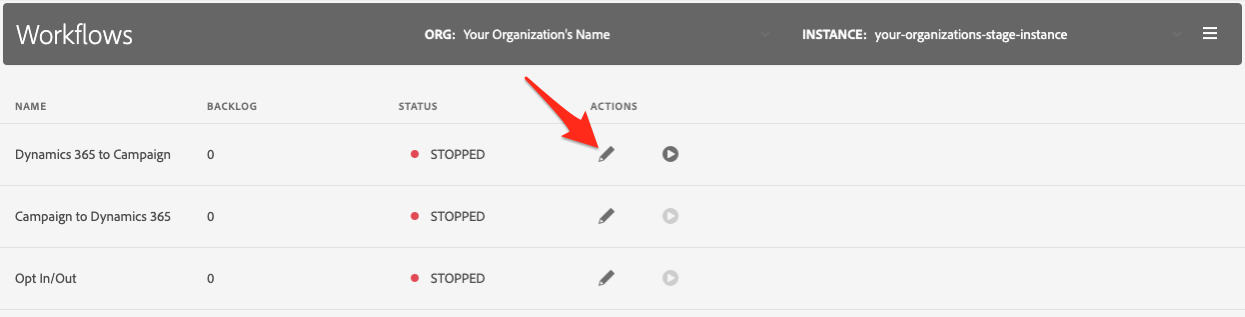 Workflows ORG: Your Organization's Name INSTANCE: your-organizations-stage-instance
NAME BACKLOG STATUS ACTIONS
Dynamics 365 to Campaign 0 STOPPED
Campaign to Dynamics 365 0 STOPPED
Opt In/Out 0 STOPPED